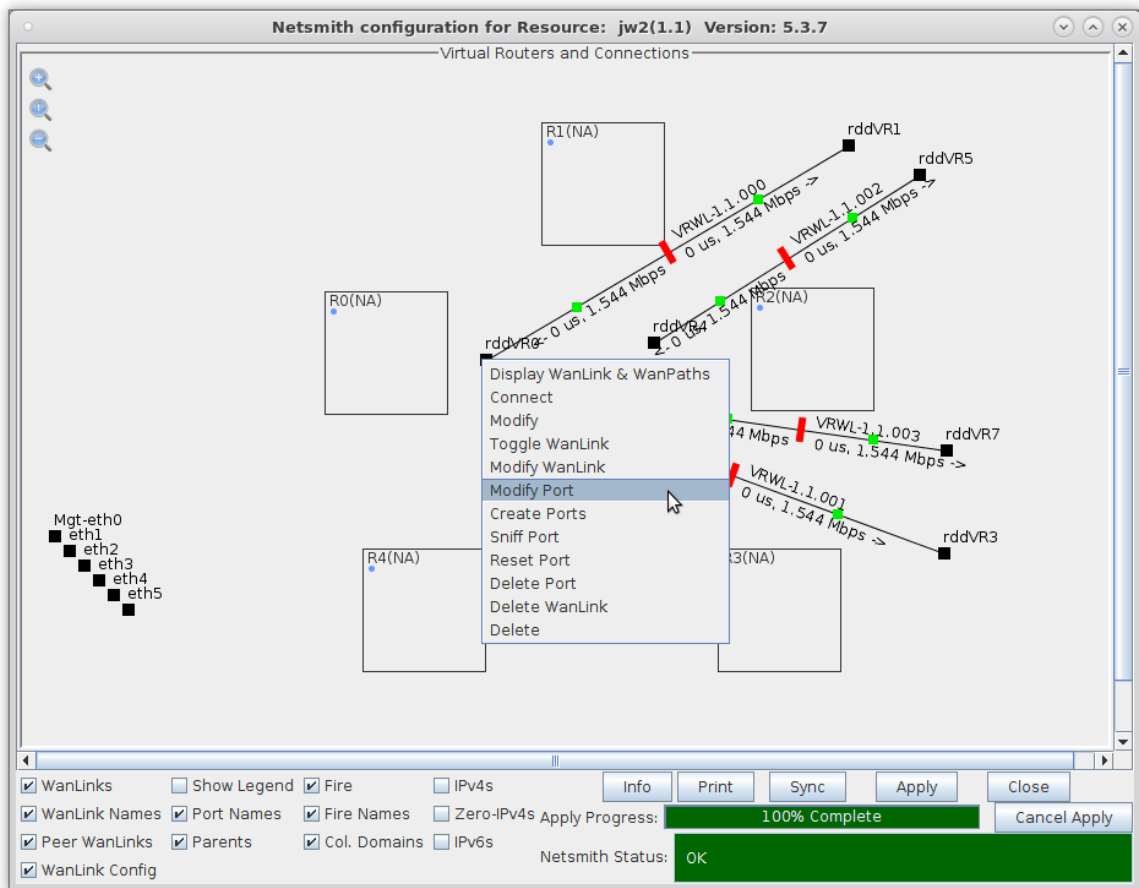 Netsmith configuration for Resource: jw2(1.1) Version: 5.3.7
Virtual Routers and Connections
R1(NA)
rddVR1
rddVR5
VRWL-1.1.000
0 us, 1.544 Mbps ->
<- 0 us, 1.544 Mbps
VRWL-1.1.002
0 us, 1.544 Mbps ->
<- 0 us, 1.544 Mbps
R0(NA)
R2(NA)
rddVR0
rddVR4
Display WanLink & WanPaths
Connect
Modify
Toggle WanLink
Modify WanLink
Modify Port
Create Ports
Sniff Port
Reset Port
Delete Port
Delete WanLink
Delete
44 Mbps
VRWL-1.1.003
0 us, 1.544 Mbps ->
rddVR7
VRWL-1.1.001
0 us, 1.544 Mbps ->
rddVR3
Mgt-eth0
eth1
eth2
eth3
eth4
eth5
R4(NA)
R3(NA)
WanLinks
Show Legend
Fire
IPv4s
Info
Print
Sync
Apply
Close
WanLink Names
Port Names
Fire Names
Zero-IPv4s
Apply Progress:
100% Complete
Cancel Apply
Peer WanLinks
Parents
Col. Domains
IPv6s
Netsmith Status:
OK
WanLink Config